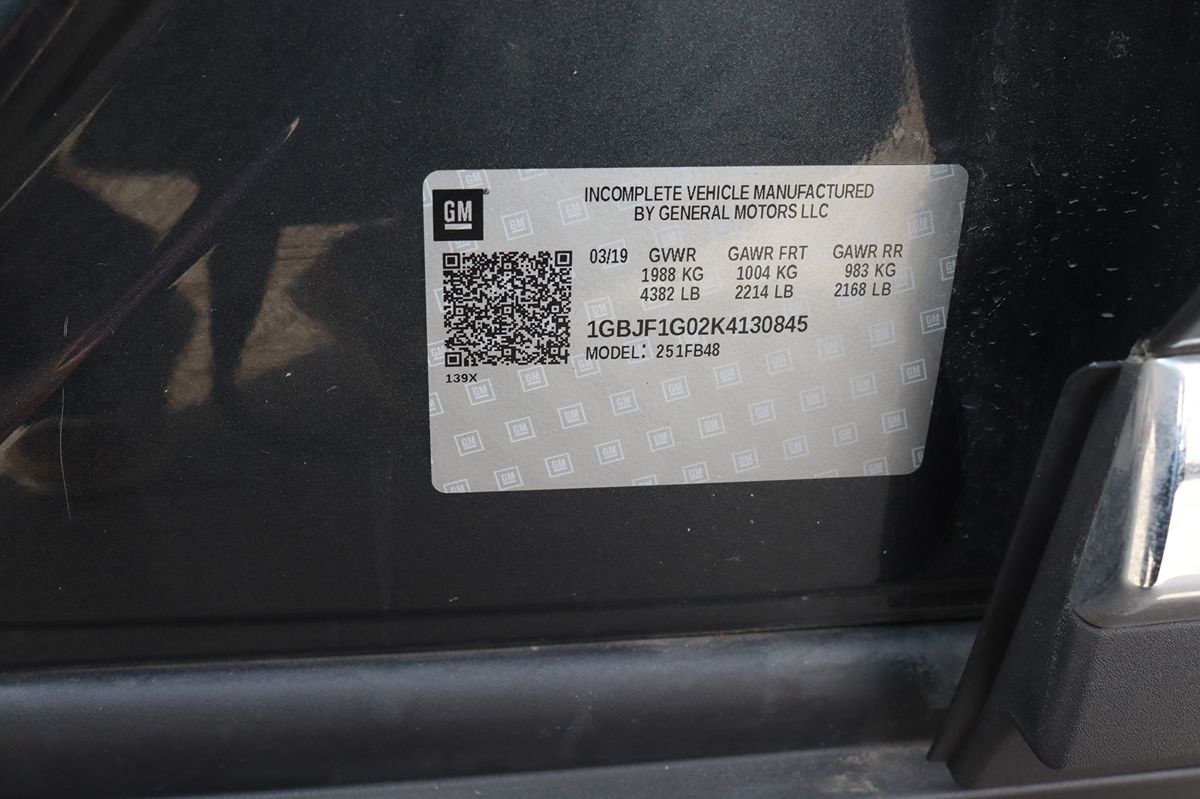 GM
INCOMPLETE VEHICLE MANUFACTURED
BY GENERAL MOTORS LLC
03/19 GVWR GAWR FRT GAWR RR
1988 KG 1004 KG 983 KG
4382 LB 2214 LB 2168 LB
1GBJF1G02K4130845
MODEL: 251FB48
139X